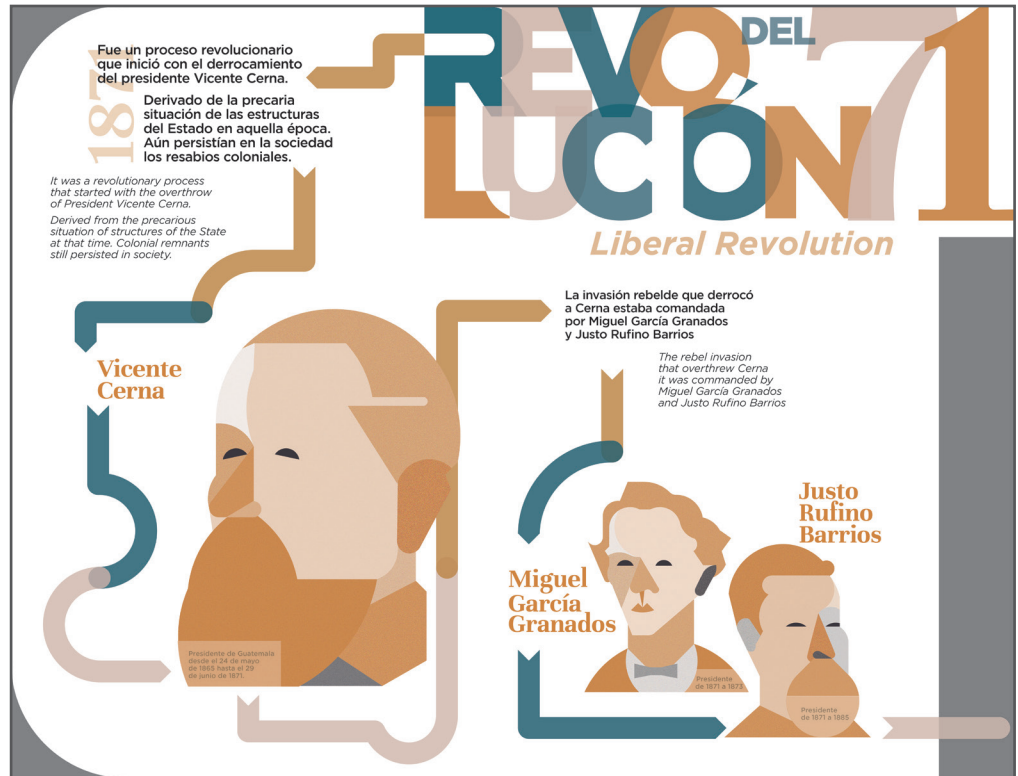 REVO
LUCIÓN
DEL
71
Liberal Revolution
1871
Fue un proceso revolucionario
que inició con el derrocamiento
del presidente Vicente Cerna.
Derivado de la precaria
situación de las estructuras
del Estado en aquella época.
Aún persistían en la sociedad
los resabios coloniales.
It was a revolutionary process
that started with the overthrow
of President Vicente Cerna.
Derived from the precarious
situation of structures of the State
at that time. Colonial remnants
still persisted in society.
Vicente
Cerna
Presidente de Guatemala
desde el 24 de mayo
de 1865 hasta el 29
de junio de 1871.
La invasión rebelde que derrocó
a Cerna estaba comandada
por Miguel García Granados
y Justo Rufino Barrios
The rebel invasion
that overthrew Cerna
it was commanded by
Miguel García Granados
and Justo Rufino Barrios
Miguel
García
Granados
Presidente
de 1871 a 1873
Justo
Rufino
Barrios
Presidente
de 1871 a 1885